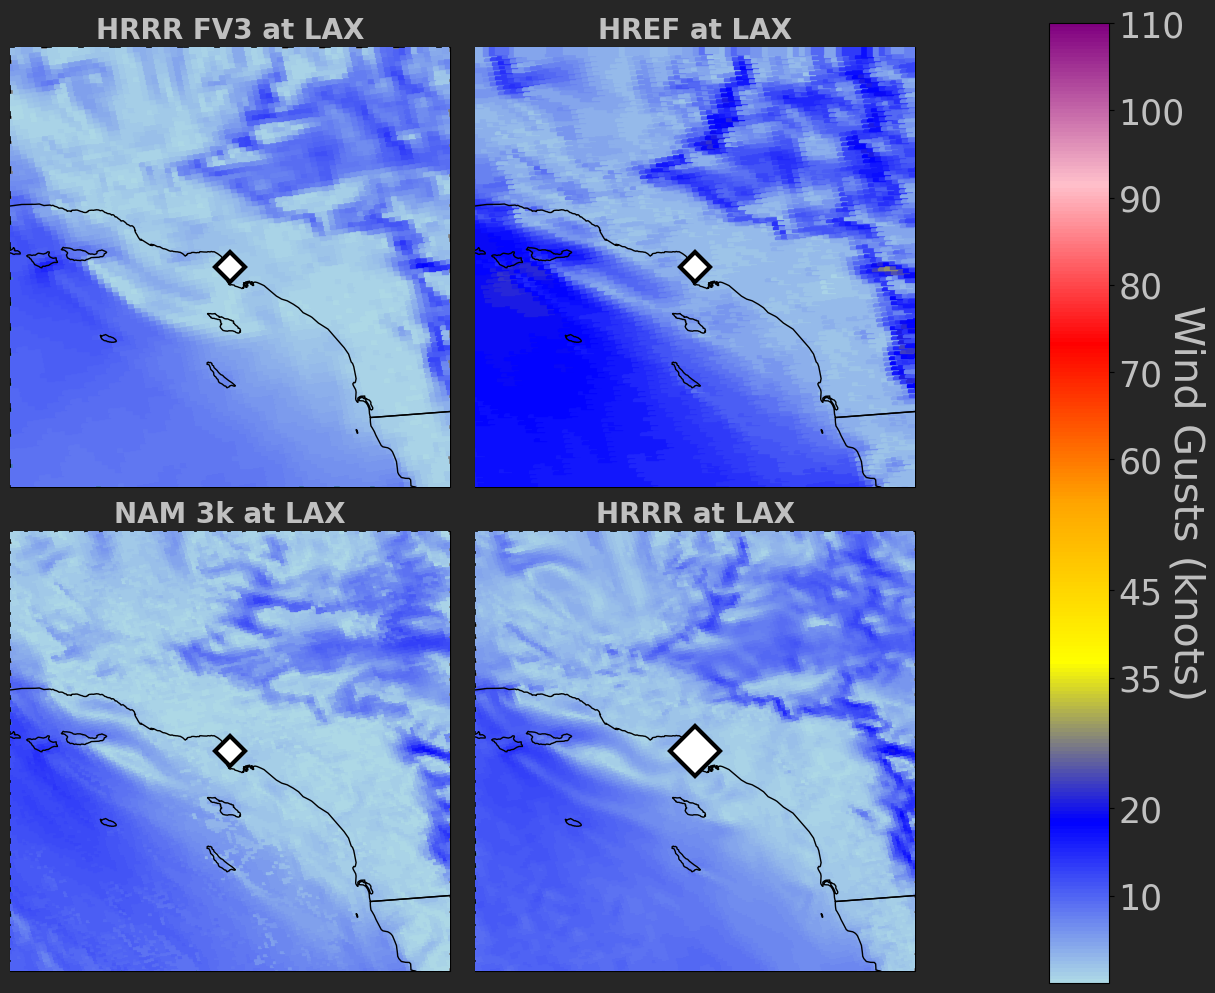 HRRR FV3 at LAX
HREF at LAX
NAM 3k at LAX
HRRR at LAX
110
100
90
80
70
60
45
35
20
10
Wind Gusts (knots)